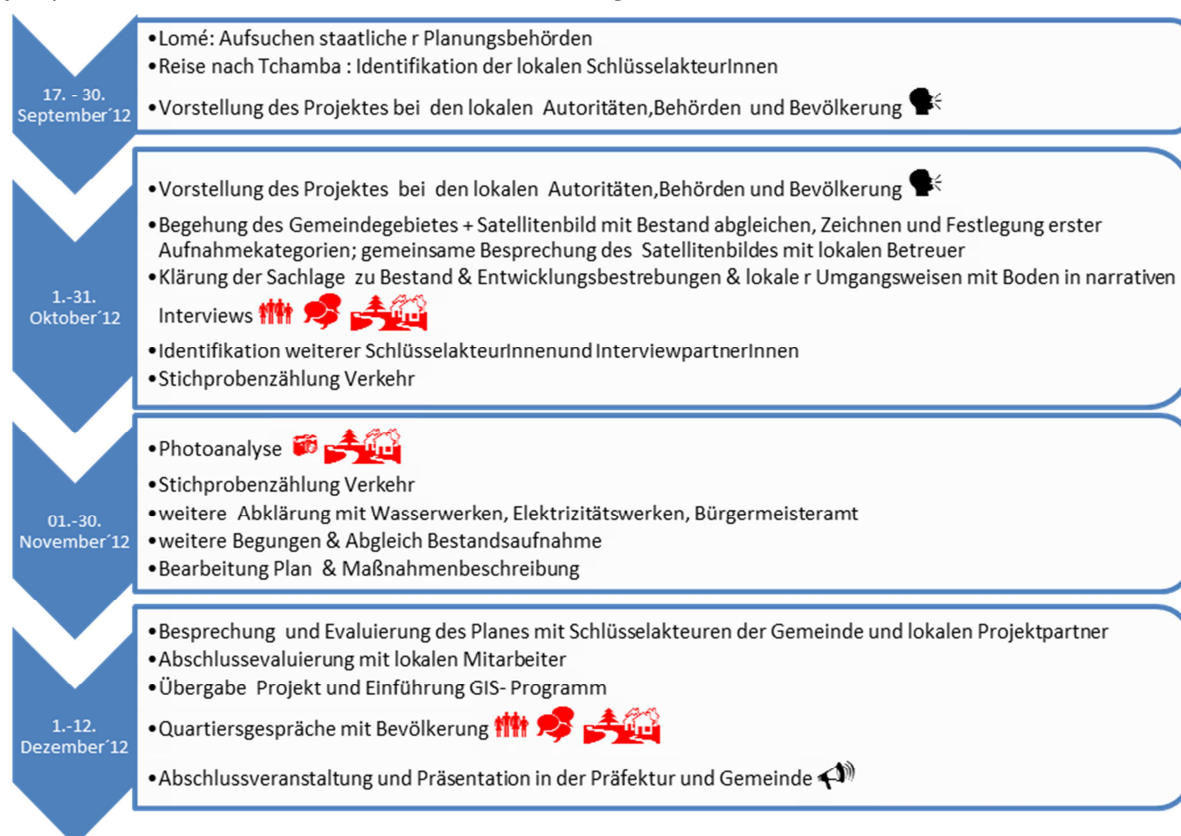 17. - 30.
September´12
•Lomé: Aufsuchen staatliche r Planungsbehörden
•Reise nach Tchamba : Identifikation der lokalen SchlüsselakteurInnen
•Vorstellung des Projektes bei den lokalen Autoritäten,Behörden und Bevölkerung
1.-31.
Oktober´12
•Vorstellung des Projektes bei den lokalen Autoritäten,Behörden und Bevölkerung
•Begehung des Gemeindegebietes + Satellitenbild mit Bestand abgleichen, Zeichnen und Festlegung erster
Aufnahmekategorien; gemeinsame Besprechung des Satellitenbildes mit lokalen Betreuer
•Klärung der Sachlage zu Bestand & Entwicklungsbestrebungen & lokale r Umgangsweisen mit Boden in narrativen
Interviews
•Identifikation weiterer SchlüsselakteurInnenund InterviewpartnerInnen
•Stichprobenzählung Verkehr
01.-30.
November´12
•Photoanalyse
•Stichprobenzählung Verkehr
•weitere Abklärung mit Wasserwerken, Elektrizitätswerken, Bürgermeisteramt
•weitere Begungen & Abgleich Bestandsaufnahme
•Bearbeitung Plan & Maßnahmenbeschreibung
1.-12.
Dezember´12
•Besprechung und Evaluierung des Planes mit Schlüsselakteuren der Gemeinde und lokalen Projektpartner
•Abschlussevaluierung mit lokalen Mitarbeiter
•Übergabe Projekt und Einführung GIS- Programm
•Quartiersgespräche mit Bevölkerung
•Abschlussveranstaltung und Präsentation in der Präfektur und Gemeinde